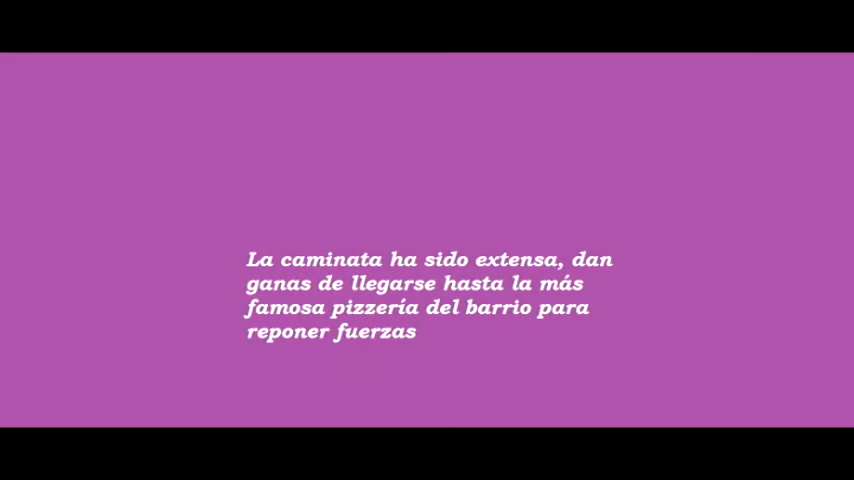 La caminata ha sido extensa, dan
ganas de llegarse hasta la más
famosa pizzería del barrio para
reponer fuerzas